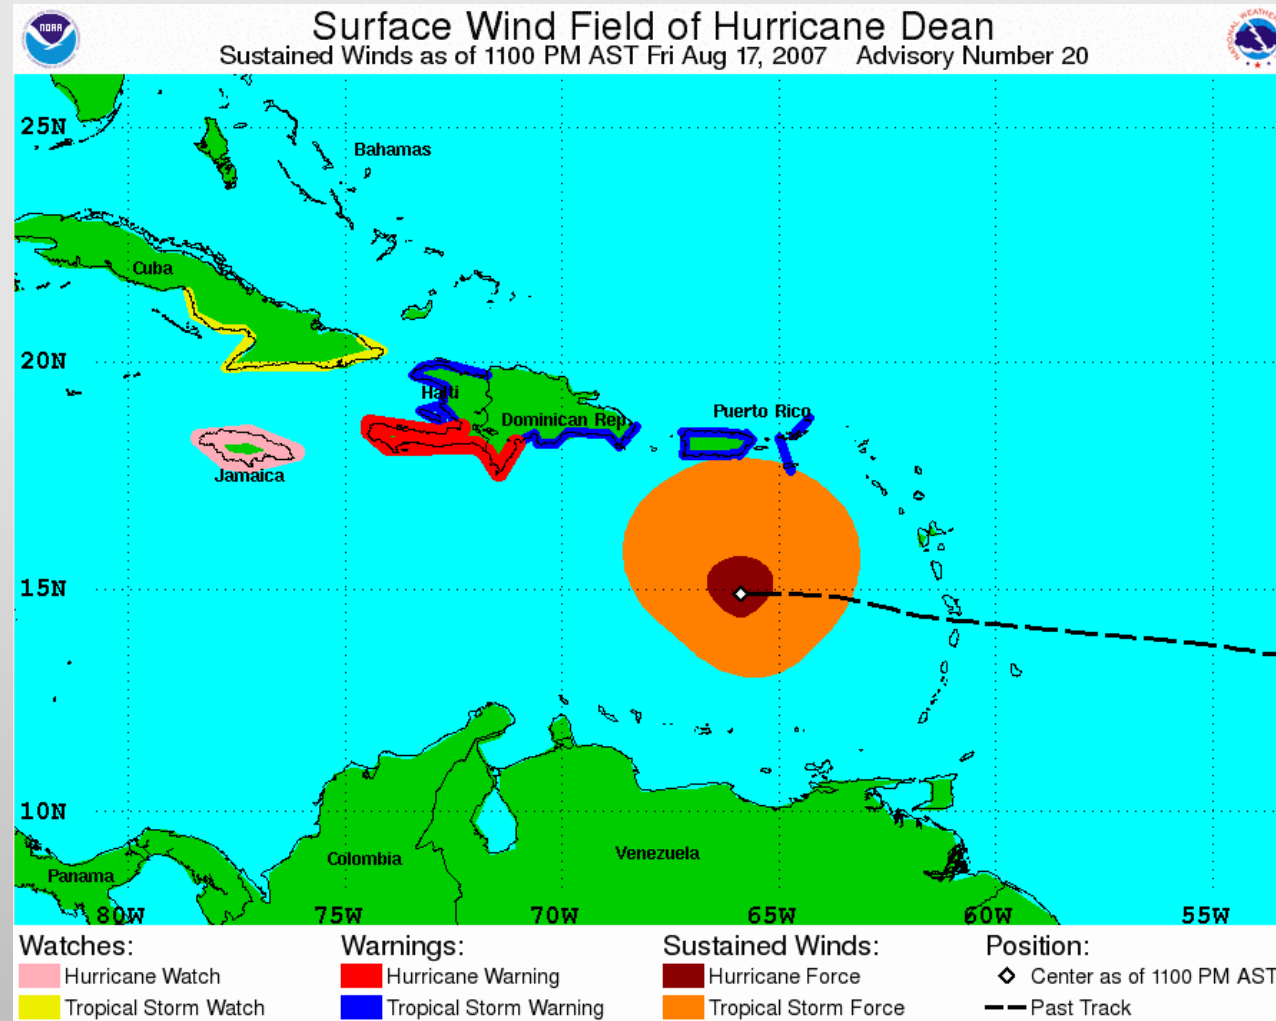 Surface Wind Field of Hurricane Dean
Sustained Winds as of 1100 PM AST Fri Aug 17, 2007 Advisory Number 20
NOAA
25N
Bahamas
Cuba
20N
Haiti
Dominican Rep.
Puerto Rico
Jamaica
15N
10N
Colombia
Venezuela
Panama
80W 75W 70W 65W 60W 55W
Watches: Warnings: Sustained Winds: Position:
Hurricane Watch Hurricane Warning Hurricane Force Center as of 1100 PM AST
Tropical Storm Watch Tropical Storm Warning Tropical Storm Force Past Track